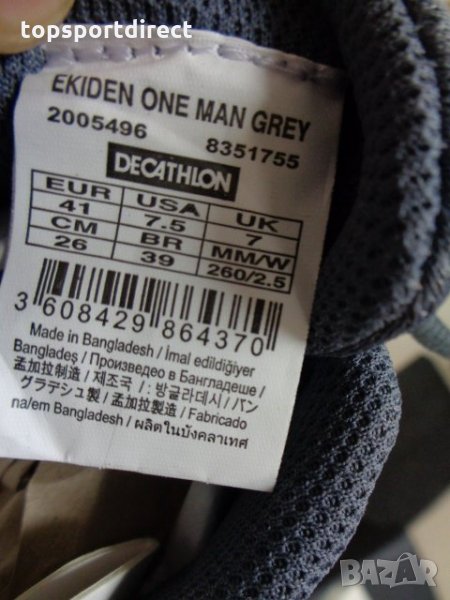 topsportdirect
EKIDEN ONE MAN GREY
2005496 8351755
DECATHLON
EUR USA UK
41 7.5 7
CM BR MM/W
26 39 260/2.5
3 608429 864370
Made in Bangladesh / İmal edildiğiyer
Bangladeş / Произведено в Бангладеше /
孟加拉制造 / 제조국 / : 방글라데시 / バン
グラデシュ製 / 孟加拉製造 / Fabricado
na/em Bangladesh / ผลิตในบังคลาเทศ
BAZAR